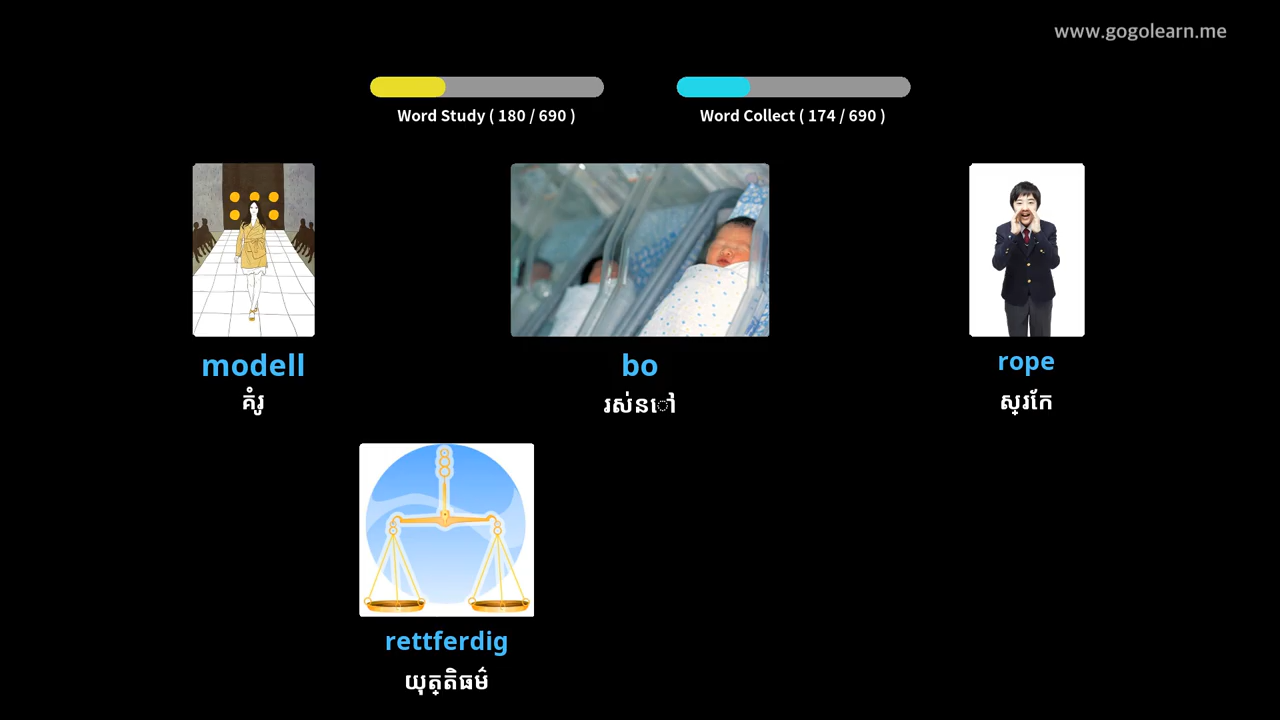 www.gogolearn.me
Word Study ( 180 / 690 )
Word Collect ( 174 / 690 )
modell
គំរូ
bo
រស់នៅ
rope
ស្រែក
rettferdig
យុត្តិធម៌